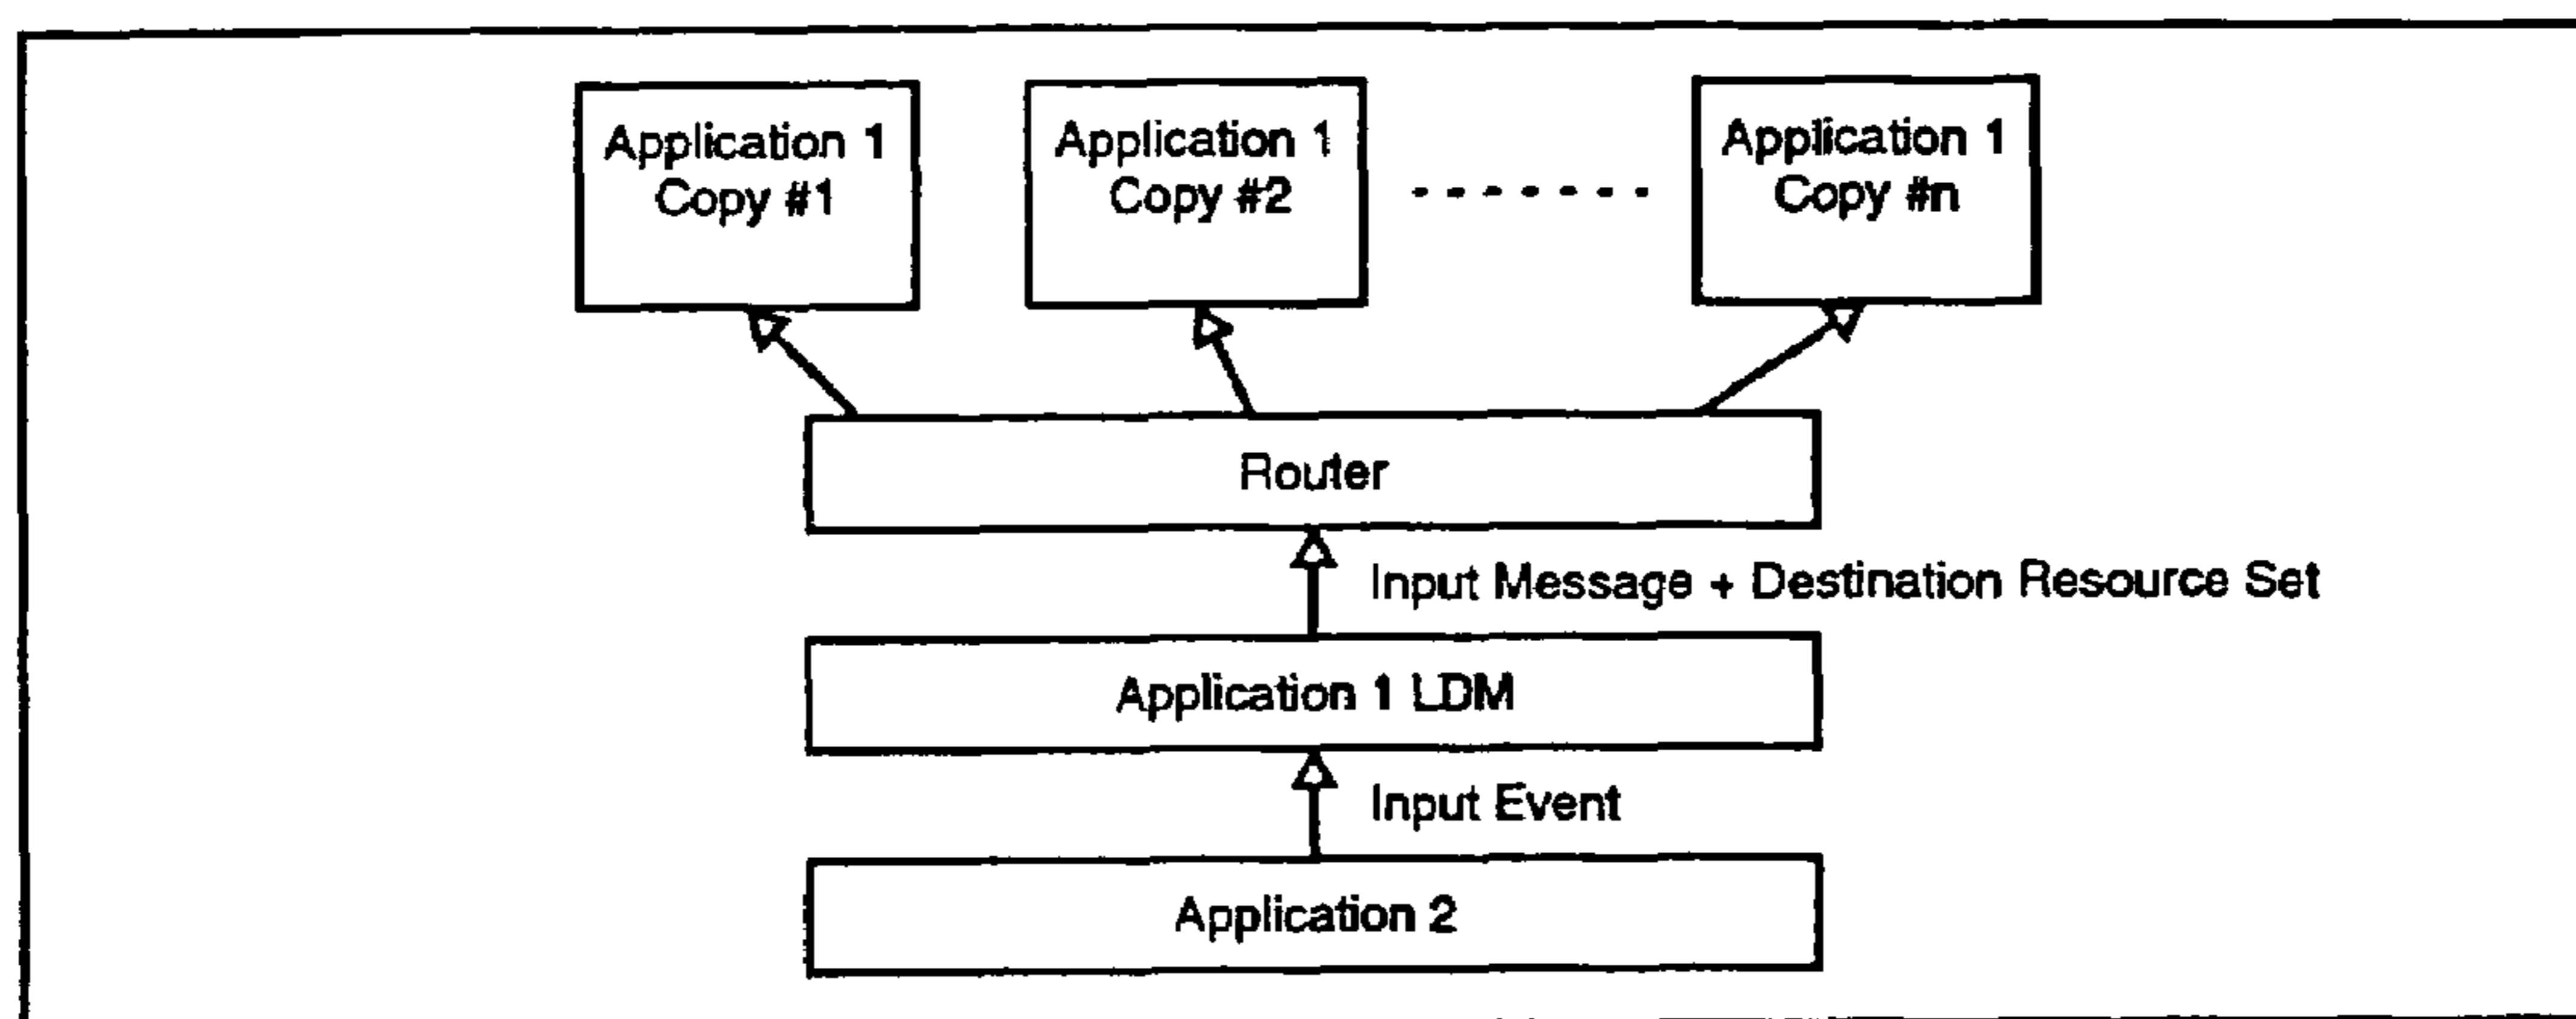 Application 1
Copy #1
Application 1
Copy #2
Application 1
Copy #n
Router
Input Message + Destination Resource Set
Application 1 LDM
Input Event
Application 2